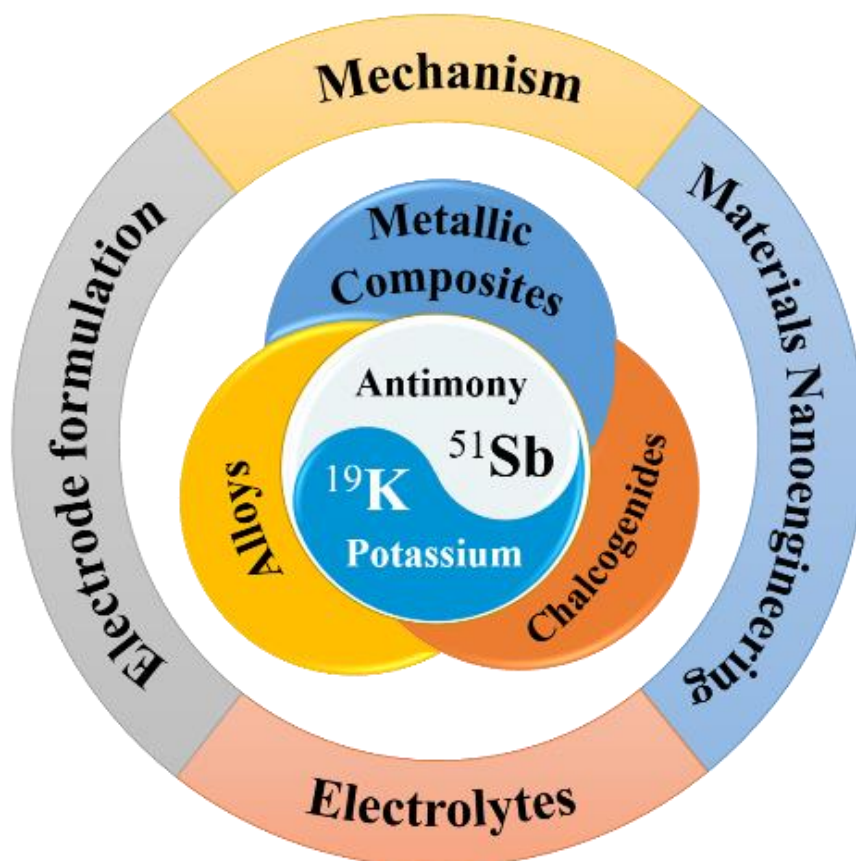 Mechanism
Materials Nanoengineering
Electrolytes
Electrode formulation
Metallic
Composites
Chalcogenides
Alloys
Antimony
⁵¹Sb
¹⁹K
Potassium